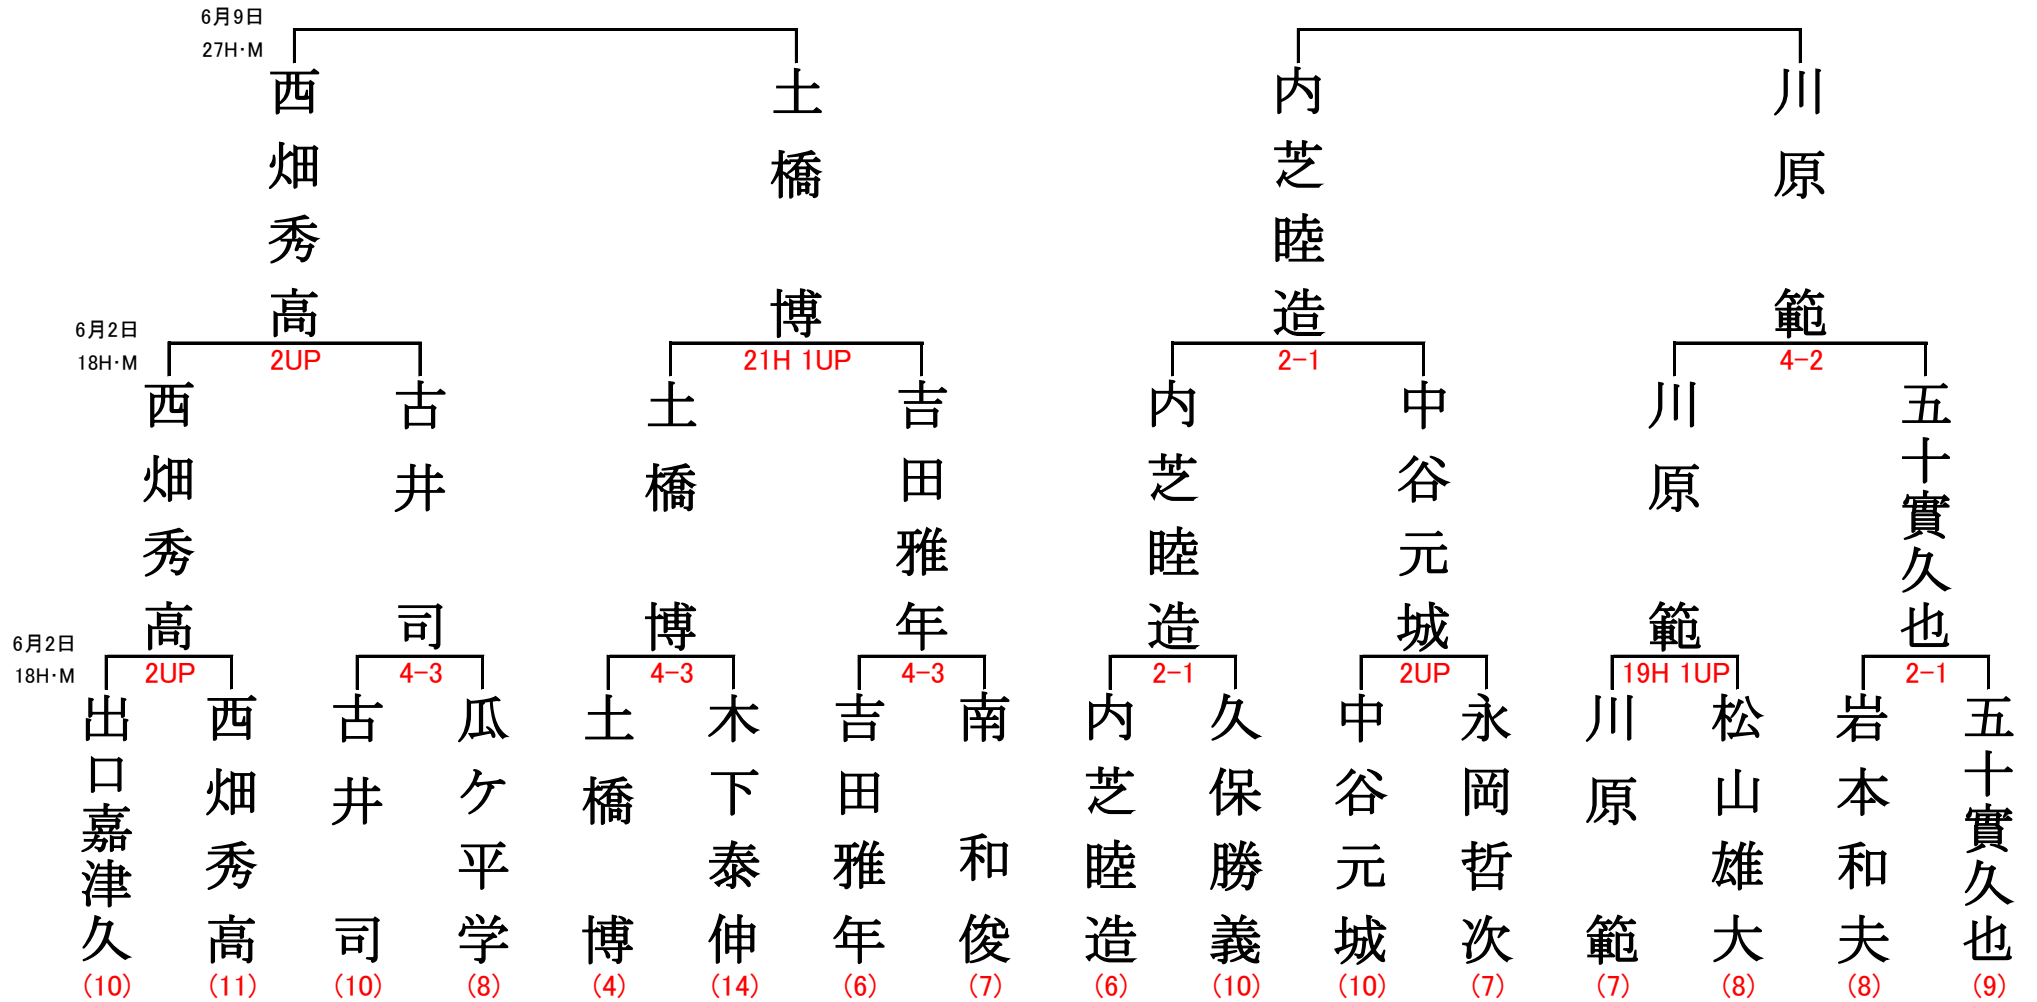 6月9日
27H・M
西畑秀高
土橋博
内芝睦造
川原範
6月2日
18H・M
2UP
21H 1UP
2-1
4-2
西畑秀高
古井司
土橋博
吉田雅年
内芝睦造
中谷元城
川原範
五十實久也
6月2日
18H・M
2UP
4-3
4-3
4-3
2-1
2UP
19H 1UP
2-1
出口嘉津久
西畑秀高
古井司
瓜ケ平学
土橋博
木下泰伸
吉田雅年
南和俊
内芝睦造
久保勝義
中谷元城
永岡哲次
川原範
松山雄大
岩本和夫
五十實久也
(10)
(11)
(10)
(8)
(4)
(14)
(6)
(7)
(6)
(10)
(10)
(7)
(7)
(8)
(8)
(9)